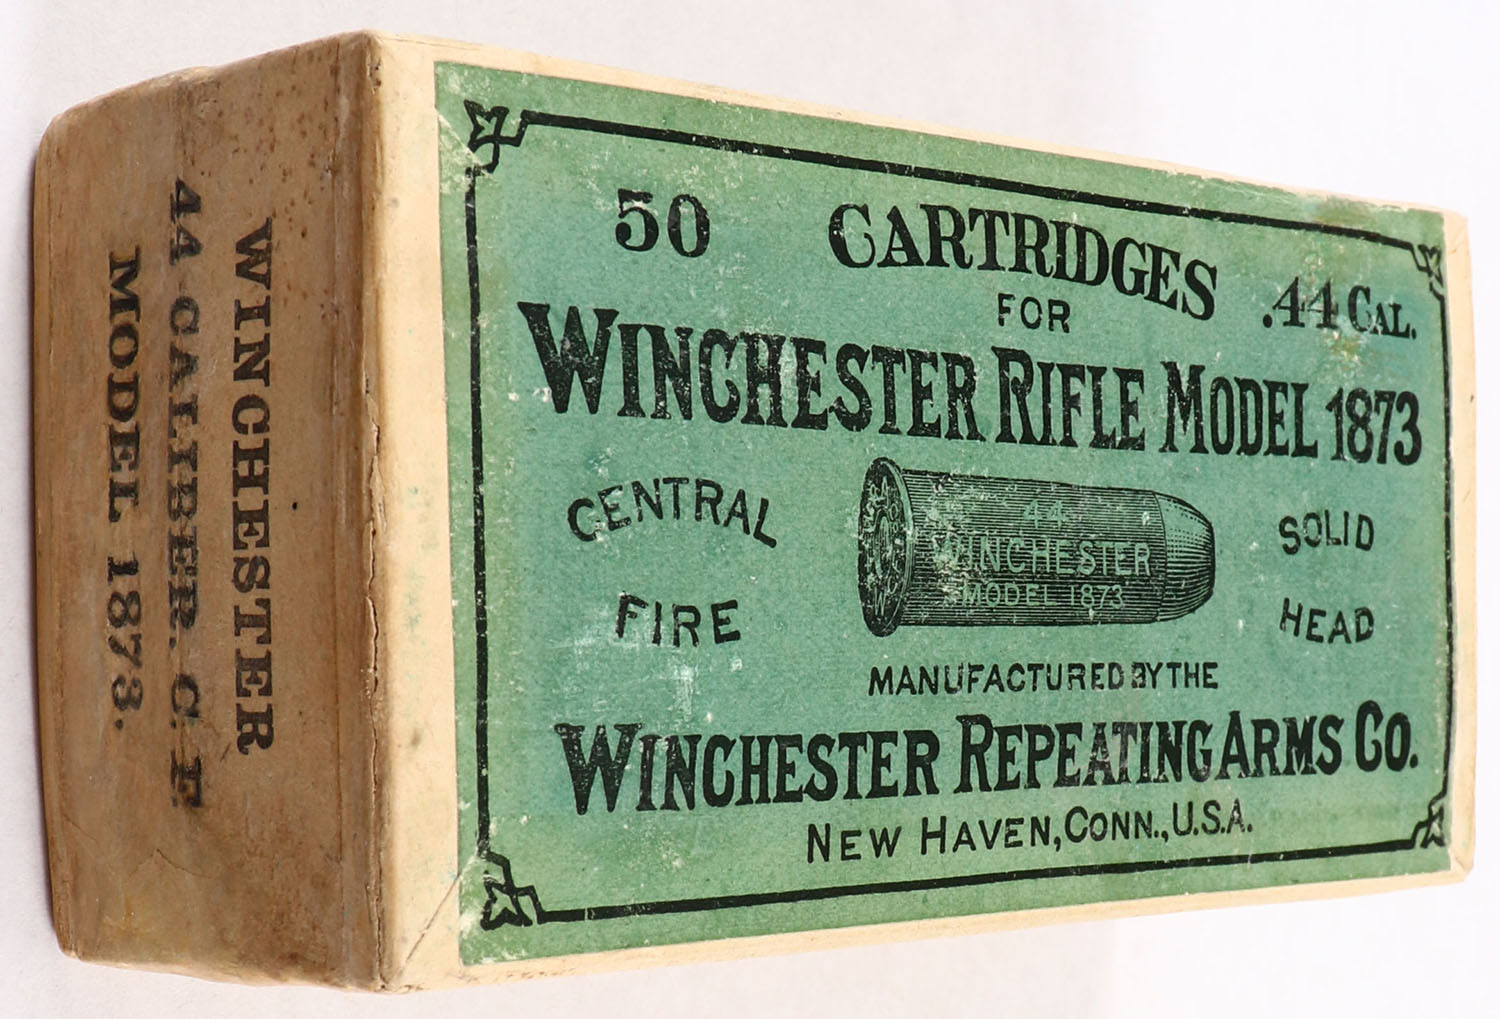 50 CARTRIDGES .44 CAL.
FOR
WINCHESTER RIFLE MODEL 1873
CENTRAL FIRE
44
WINCHESTER
MODEL 1873
SOLID HEAD
MANUFACTURED BY THE
WINCHESTER REPEATING ARMS CO.
NEW HAVEN, CONN., U.S.A.
WINCHESTER
44 CALIBER. C. F
MODEL 1873.